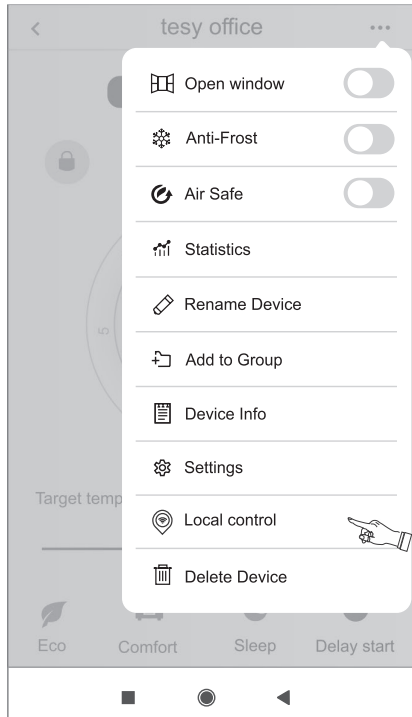 tesy office
Open window
Anti-Frost
Air Safe
Statistics
Rename Device
Add to Group
Device Info
Settings
Local control
Delete Device
5
Target temp
Eco Comfort Sleep Delay start